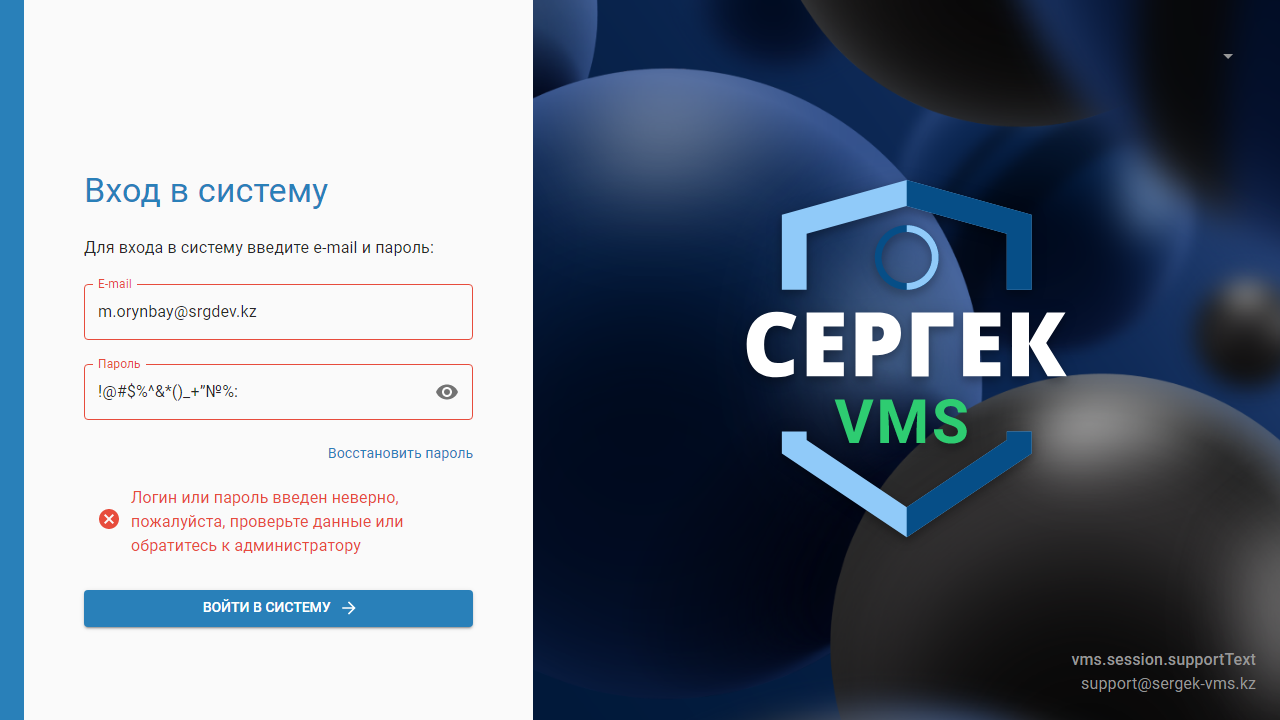 Вход в систему
Для входа в систему введите e-mail и пароль:
E-mail
m.orynbay@srgdev.kz
Пароль
!@#$%^&*()_+"№%:
Восстановить пароль
Логин или пароль введен неверно,
пожалуйста, проверьте данные или
обратитесь к администратору
ВОЙТИ В СИСТЕМУ
СЕРГЕК
VMS
vms.session.supportText
support@sergek-vms.kz